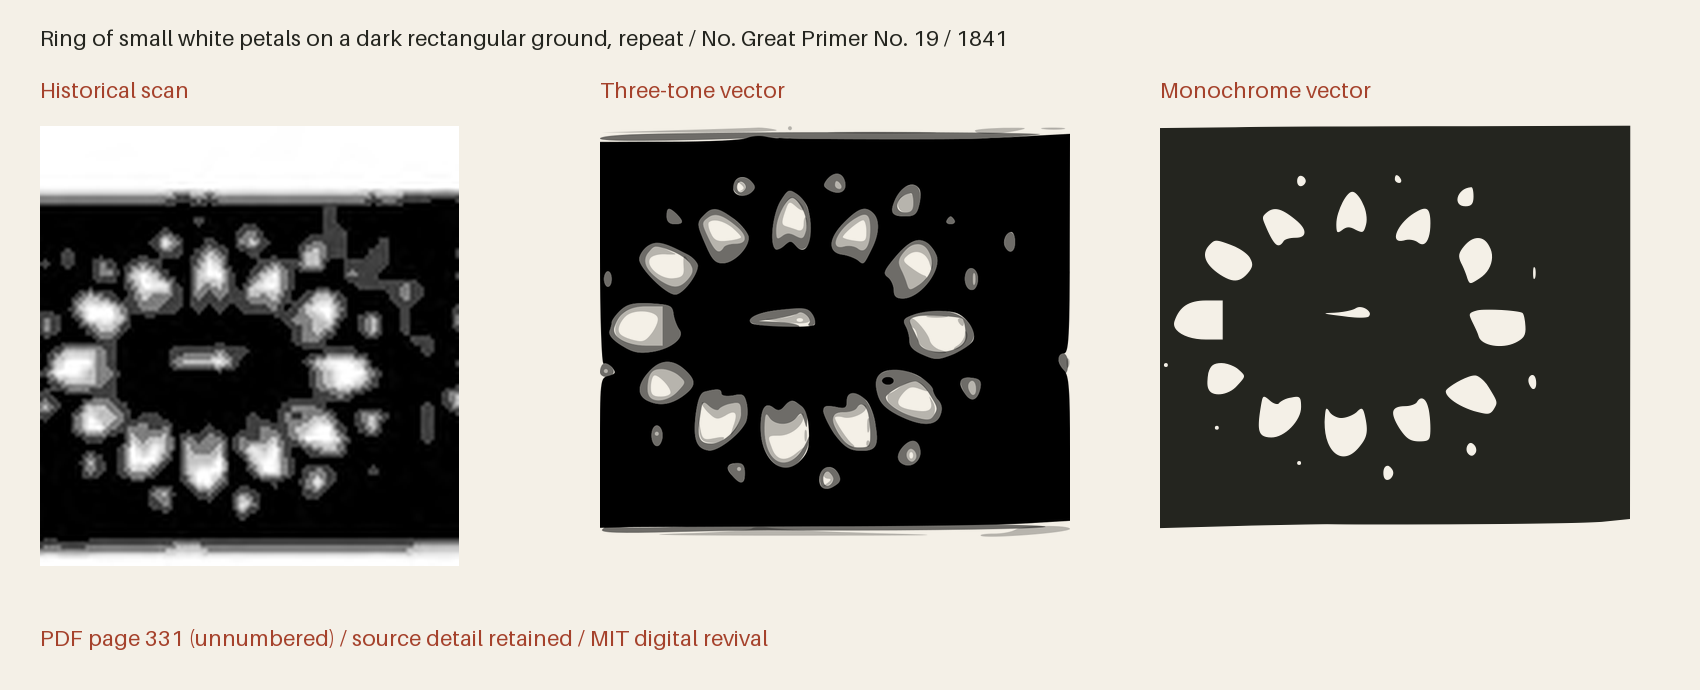 Ring of small white petals on a dark rectangular ground, repeat / No. Great Primer No. 19 / 1841
Historical scan
Three-tone vector
Monochrome vector
PDF page 331 (unnumbered) / source detail retained / MIT digital revival